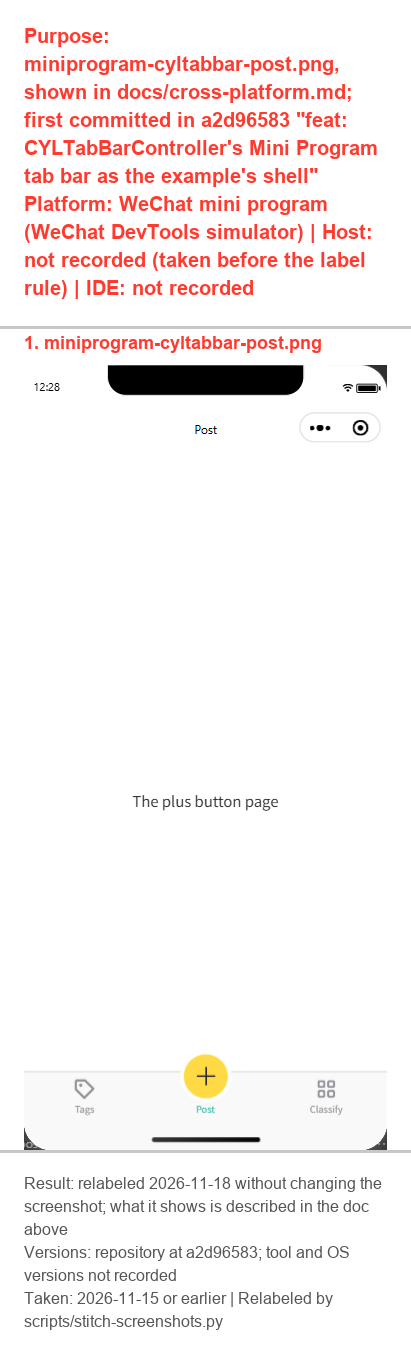 Purpose:
miniprogram-cyltabbar-post.png,
shown in docs/cross-platform.md;
first committed in a2d96583 "feat:
CYLTabBarController's Mini Program
tab bar as the example's shell"
Platform: WeChat mini program
(WeChat DevTools simulator) | Host:
not recorded (taken before the label
rule) | IDE: not recorded
1. miniprogram-cyltabbar-post.png
12:28
Post
The plus button page
Tags
Post
Classify
Result: relabeled 2026-11-18 without changing the
screenshot; what it shows is described in the doc
above
Versions: repository at a2d96583; tool and OS
versions not recorded
Taken: 2026-11-15 or earlier | Relabeled by
scripts/stitch-screenshots.py